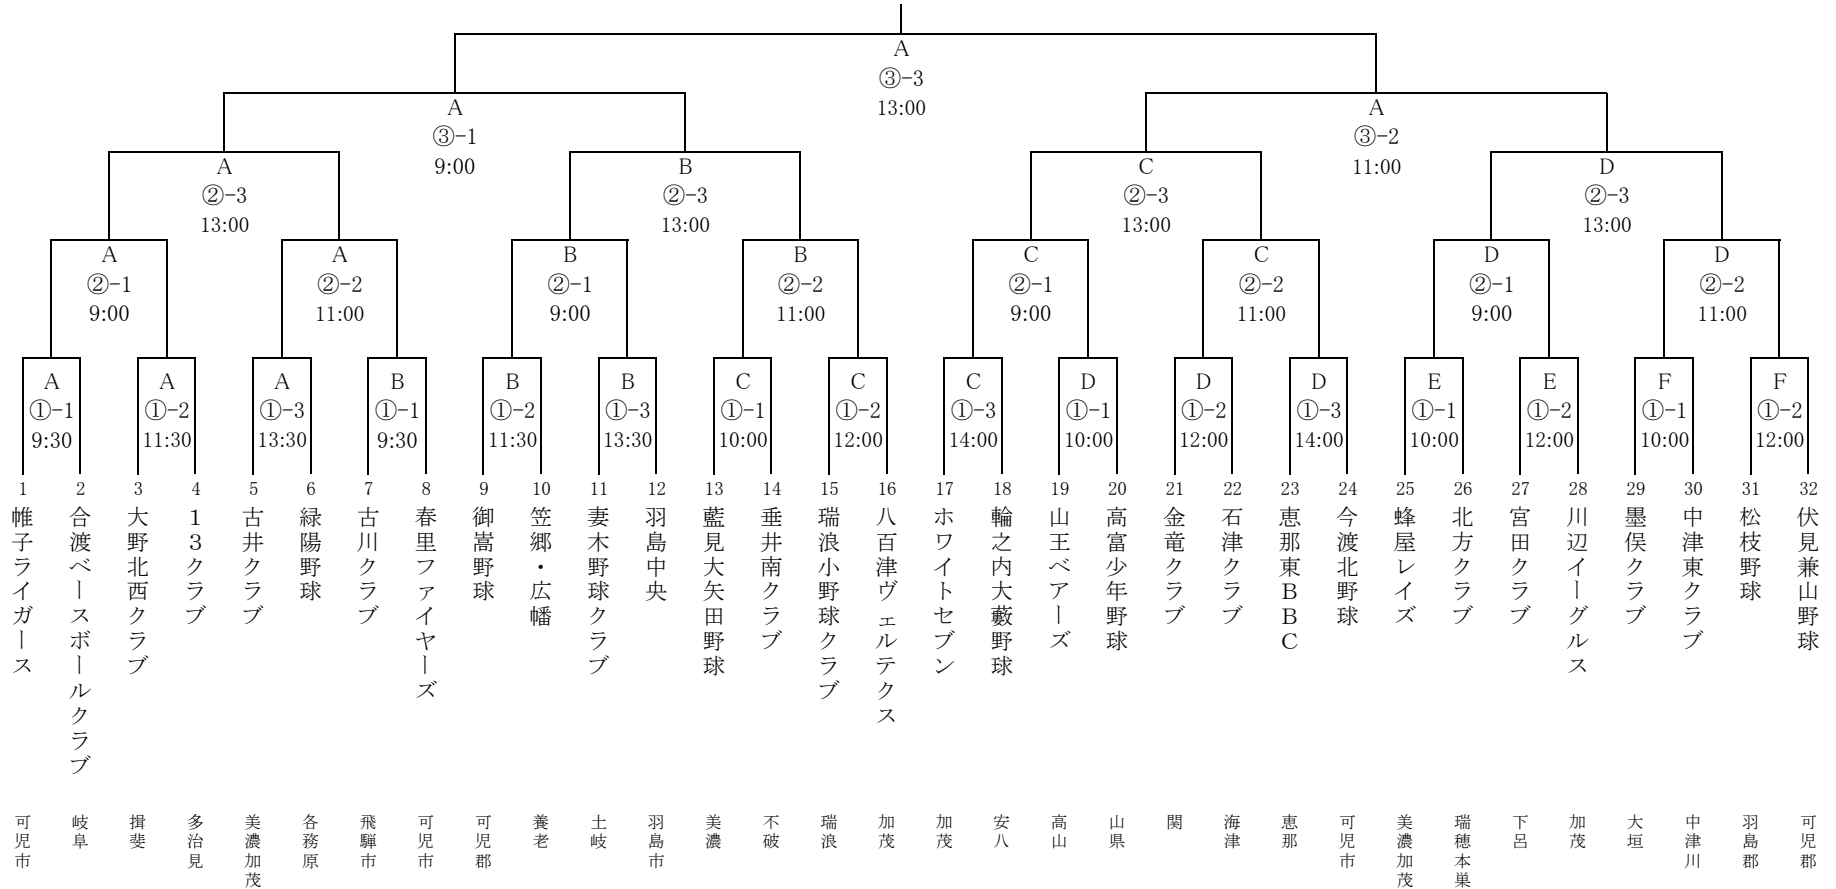 A
③-3
13:00
A
③-1
9:00
A
③-2
11:00
A
②-3
13:00
B
②-3
13:00
C
②-3
13:00
D
②-3
13:00
A
②-1
9:00
A
②-2
11:00
B
②-1
9:00
B
②-2
11:00
C
②-1
9:00
C
②-2
11:00
D
②-1
9:00
D
②-2
11:00
A
①-1
9:30
A
①-2
11:30
A
①-3
13:30
B
①-1
9:30
B
①-2
11:30
B
①-3
13:30
C
①-1
10:00
C
①-2
12:00
C
①-3
14:00
D
①-1
10:00
D
①-2
12:00
D
①-3
14:00
E
①-1
10:00
E
①-2
12:00
F
①-1
10:00
F
①-2
12:00
1
帷子ライガース
可児市
2
合渡ベースボールクラブ
岐阜
3
大野北西クラブ
揖斐
4
１３クラブ
多治見
5
古井クラブ
美濃加茂
6
緑陽野球
各務原
7
古川クラブ
飛騨市
8
春里ファイヤーズ
可児市
9
御嵩野球
可児郡
10
笠郷・広幡
養老
11
妻木野球クラブ
土岐
12
羽島中央
羽島市
13
藍見大矢田野球
美濃
14
垂井南クラブ
不破
15
瑞浪小野球クラブ
瑞浪
16
八百津ヴェルテクス
加茂
17
ホワイトセブン
加茂
18
輪之内大藪野球
安八
19
山王ベアーズ
高山
20
高富少年野球
山県
21
金竜クラブ
関
22
石津クラブ
海津
23
恵那東ＢＢＣ
恵那
24
今渡北野球
可児市
25
蜂屋レイズ
美濃加茂
26
北方クラブ
瑞穂本巣
27
宮田クラブ
下呂
28
川辺イーグルス
加茂
29
墨俣クラブ
大垣
30
中津東クラブ
中津川
31
松枝野球
羽島郡
32
伏見兼山野球
可児郡